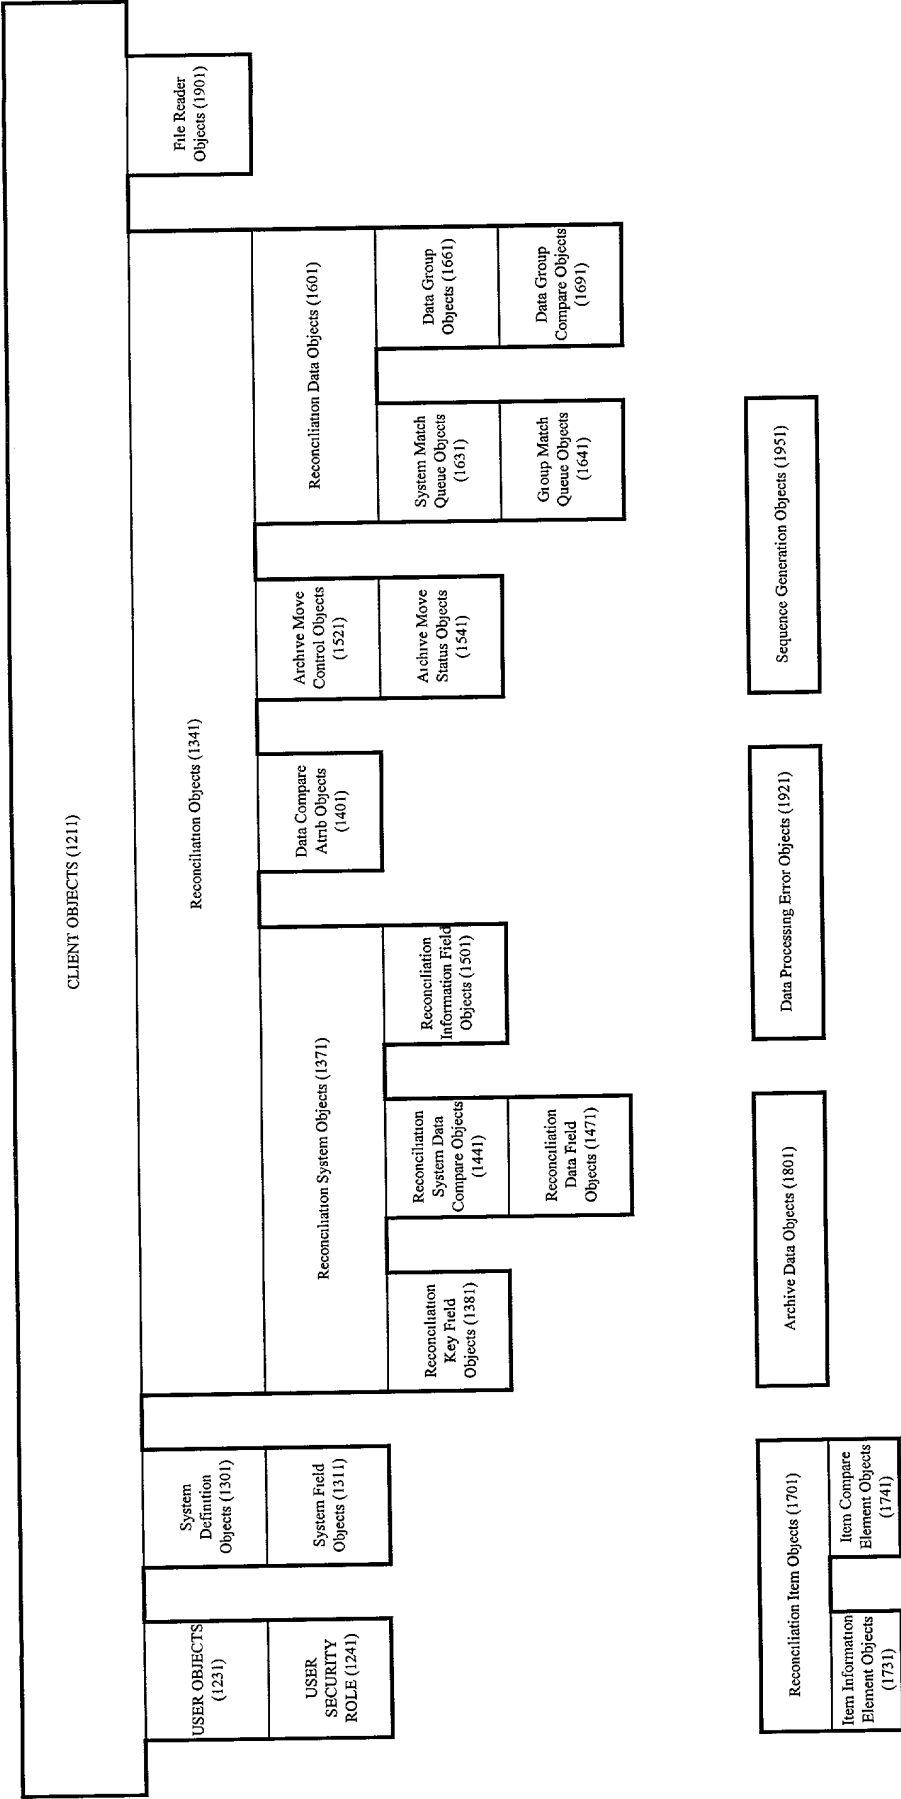 CLIENT OBJECTS (1211)
USER OBJECTS
(1231)
USER
SECURITY
ROLE (1241)
System
Definition
Objects (1301)
System Field
Objects (1311)
Reconciliation Objects (1341)
Reconciliation System Objects (1371)
Reconciliation
Key Field
Objects (1381)
Reconciliation
System Data
Compare Objects
(1441)
Reconciliation
Data Field
Objects (1471)
Reconciliation
Information Field
Objects (1501)
Data Compare
Atrib Objects
(1401)
Archive Move
Control Objects
(1521)
Archive Move
Status Objects
(1541)
Reconciliation Data Objects (1601)
System Match
Queue Objects
(1631)
Group Match
Queue Objects
(1641)
Data Group
Objects (1661)
Data Group
Compare Objects
(1691)
File Reader
Objects (1901)
Reconciliation Item Objects (1701)
Item Information
Element Objects
(1731)
Item Compare
Element Objects
(1741)
Archive Data Objects (1801)
Data Processing Error Objects (1921)
Sequence Generation Objects (1951)